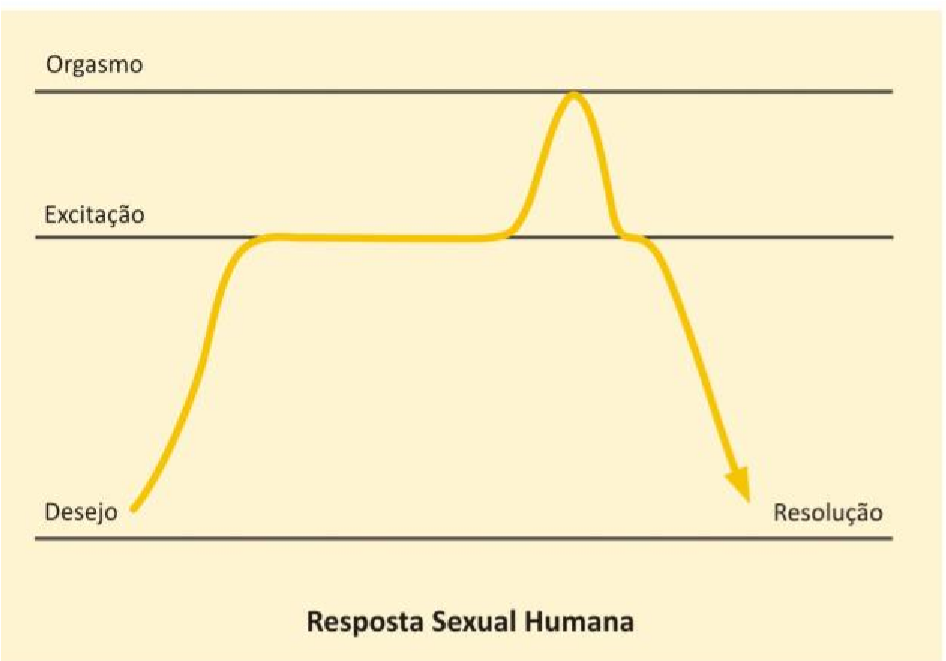 Orgasmo
Excitação
Desejo
Resolução
Resposta Sexual Humana